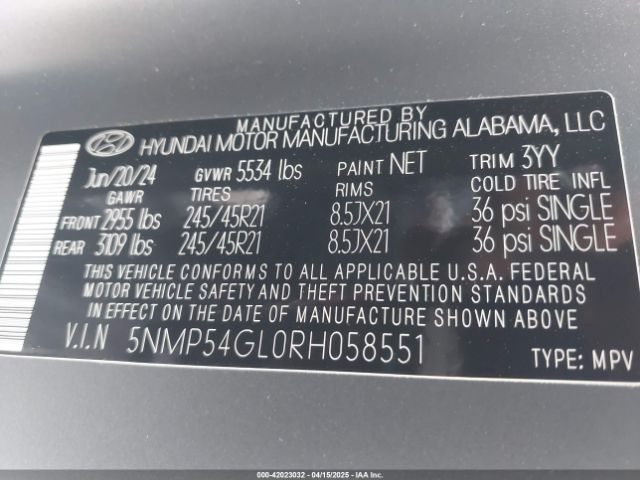 MANUFACTURED BY
HYUNDAI MOTOR MANUFACTURING ALABAMA, LLC
Jun/20/24 GVWR 5534 lbs PAINT NET TRIM 3YY
GAWR TIRES RIMS COLD TIRE INFL
FRONT 2955 lbs 245/45R21 8.5JX21 36 psi SINGLE
REAR 3109 lbs 245/45R21 8.5JX21 36 psi SINGLE
THIS VEHICLE CONFORMS TO ALL APPLICABLE U.S.A. FEDERAL
MOTOR VEHICLE SAFETY AND THEFT PREVENTION STANDARDS
IN EFFECT ON THE DATE OF MANUFACTURE SHOWN ABOVE.
V.I.N 5NMP54GL0RH058551 TYPE: MPV
000-42023032 - 04/15/2025 - IAAI.COM